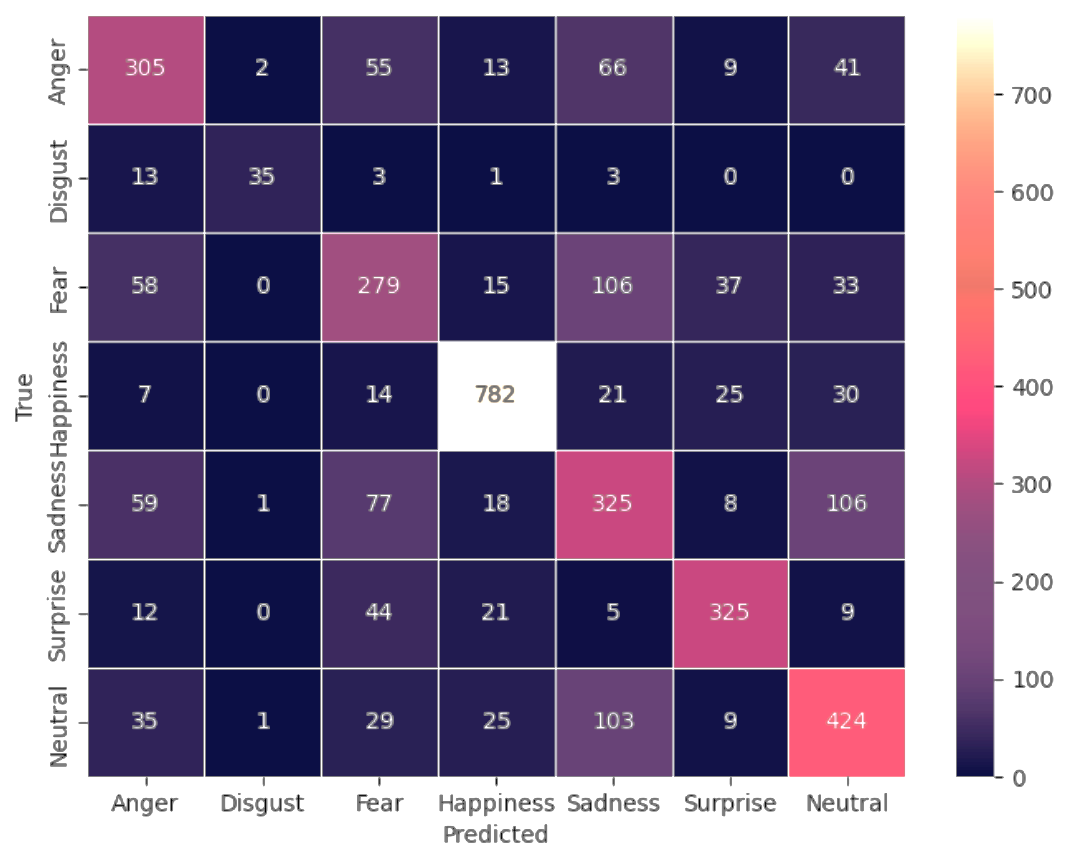 Anger 305 2 55 13 66 9 41
700
Disgust 13 35 3 1 3 0 0
600
Fear 58 0 279 15 106 37 33
500
True
Happiness 7 0 14 782 21 25 30
400
Sadness 59 1 77 18 325 8 106
300
200
Surprise 12 0 44 21 5 325 9
100
Neutral 35 1 29 25 103 9 424
0
Anger Disgust Fear Happiness Sadness Surprise Neutral
Predicted